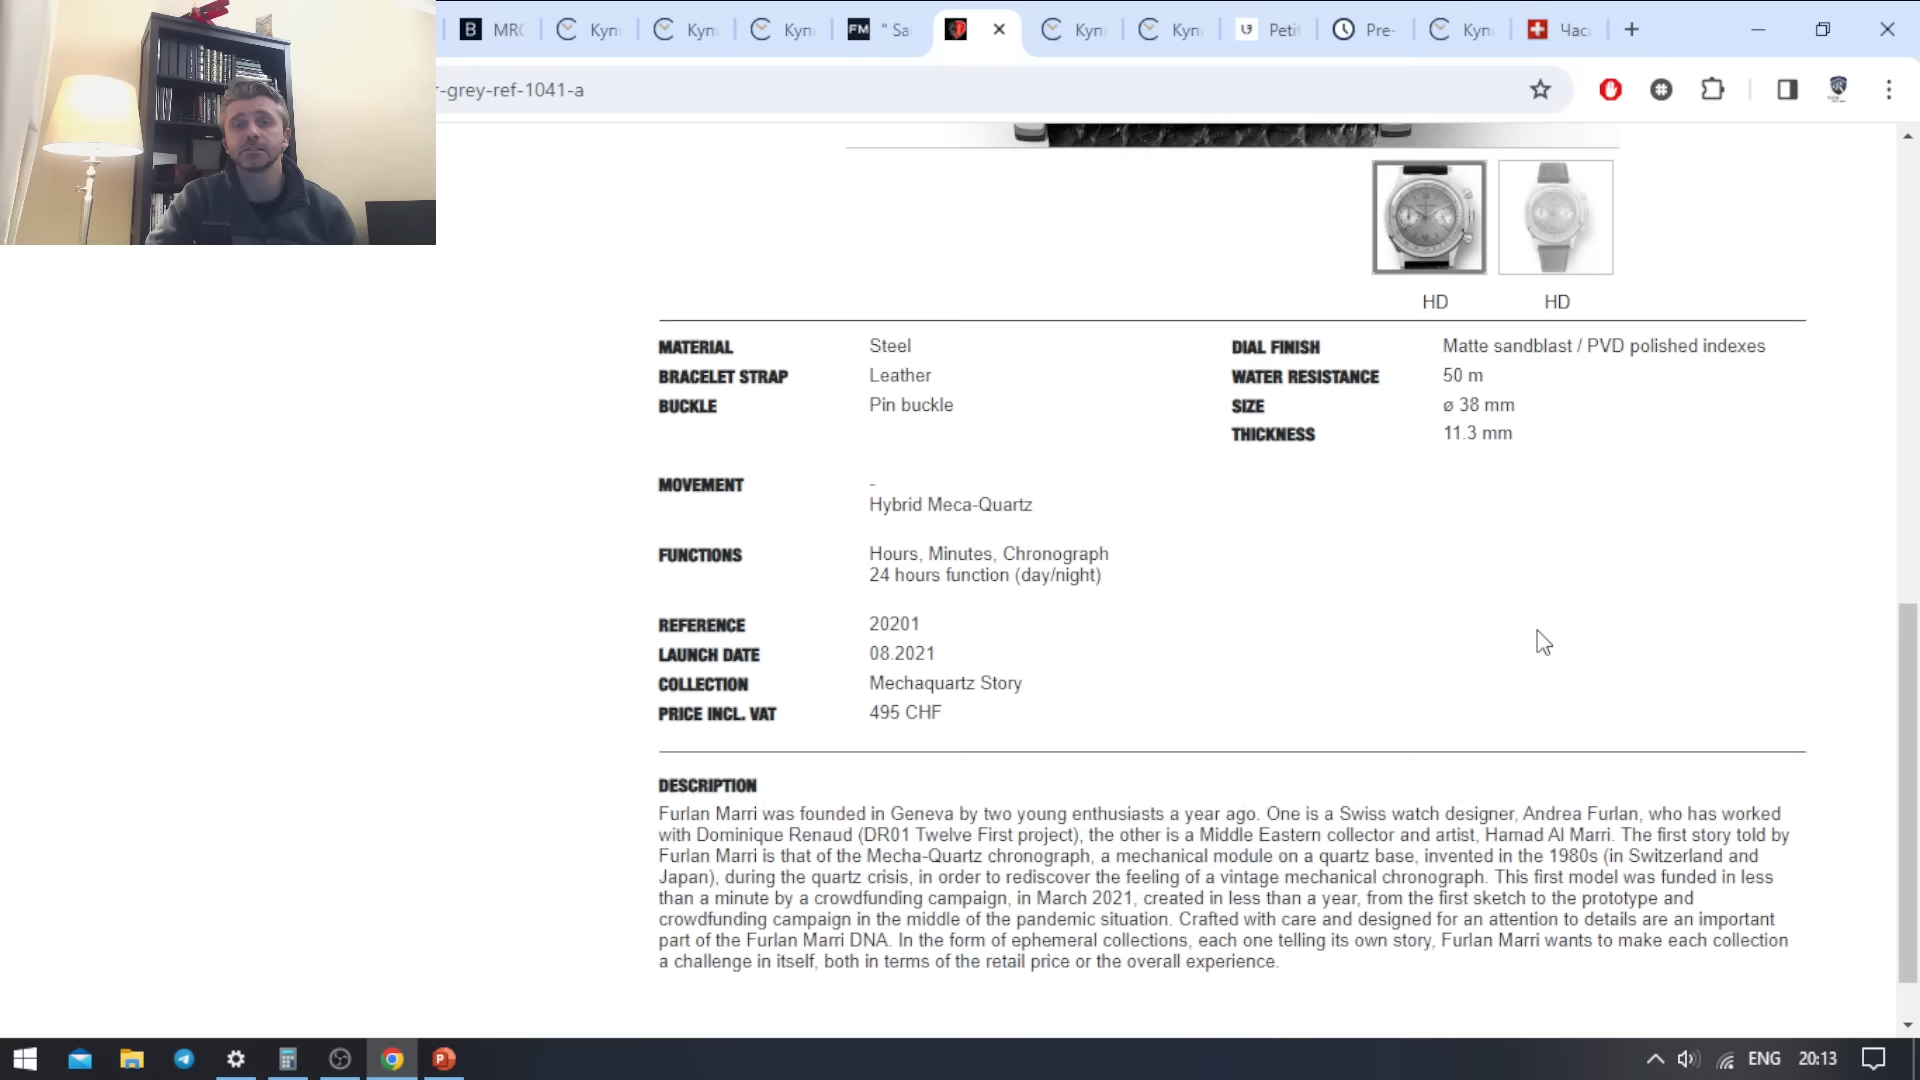 MRC Kyn Kyn Kyn FM " Sa Kyn Kyn Peti Pre- Kyn Час
r-grey-ref-1041-a
HD HD
MATERIAL Steel
BRACELET STRAP Leather
BUCKLE Pin buckle
DIAL FINISH Matte sandblast / PVD polished indexes
WATER RESISTANCE 50 m
SIZE ø 38 mm
THICKNESS 11.3 mm
MOVEMENT -
Hybrid Meca-Quartz
FUNCTIONS Hours, Minutes, Chronograph
24 hours function (day/night)
REFERENCE 20201
LAUNCH DATE 08.2021
COLLECTION Mechaquartz Story
PRICE INCL. VAT 495 CHF
DESCRIPTION
Furlan Marri was founded in Geneva by two young enthusiasts a year ago. One is a Swiss watch designer, Andrea Furlan, who has worked
with Dominique Renaud (DR01 Twelve First project), the other is a Middle Eastern collector and artist, Hamad Al Marri. The first story told by
Furlan Marri is that of the Mecha-Quartz chronograph, a mechanical module on a quartz base, invented in the 1980s (in Switzerland and
Japan), during the quartz crisis, in order to rediscover the feeling of a vintage mechanical chronograph. This first model was funded in less
than a minute by a crowdfunding campaign, in March 2021, created in less than a year, from the first sketch to the prototype and
crowdfunding campaign in the middle of the pandemic situation. Crafted with care and designed for an attention to details are an important
part of the Furlan Marri DNA. In the form of ephemeral collections, each one telling its own story, Furlan Marri wants to make each collection
a challenge in itself, both in terms of the retail price or the overall experience.
ENG 20:13